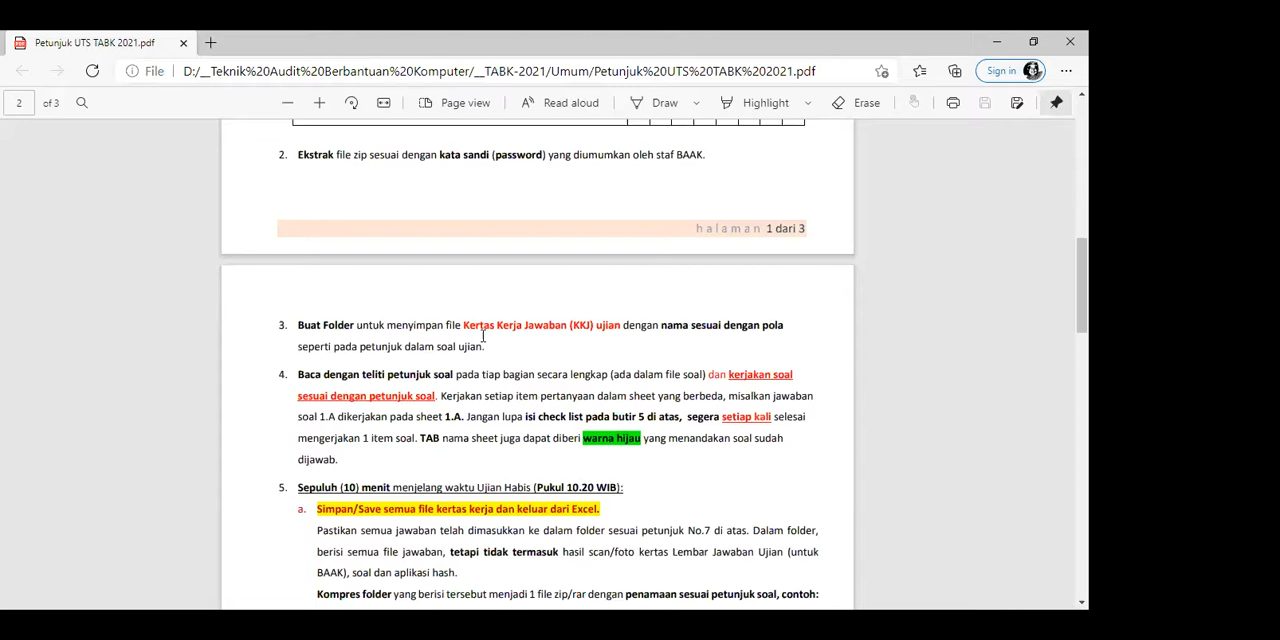 Petunjuk UTS TABK 2021.pdf
File D:/__Teknik%20Audit%20Berbantuan%20Komputer/__TABK-2021/Umum/Petunjuk%20UTS%20TABK%202021.pdf Sign in
2 of 3 Page view Read aloud Draw Highlight Erase
2. Ekstrak file zip sesuai dengan kata sandi (password) yang diumumkan oleh staf BAAK.
halaman 1 dari 3
3. Buat Folder untuk menyimpan file Kertas Kerja Jawaban (KKJ) ujian dengan nama sesuai dengan pola
seperti pada petunjuk dalam soal ujian.
4. Baca dengan teliti petunjuk soal pada tiap bagian secara lengkap (ada dalam file soal) dan kerjakan soal
sesuai dengan petunjuk soal. Kerjakan setiap item pertanyaan dalam sheet yang berbeda, misalkan jawaban
soal 1.A dikerjakan pada sheet 1.A. Jangan lupa isi check list pada butir 5 di atas, segera setiap kali selesai
mengerjakan 1 item soal. TAB nama sheet juga dapat diberi warna hijau yang menandakan soal sudah
dijawab.
5. Sepuluh (10) menit menjelang waktu Ujian Habis (Pukul 10.20 WIB):
a. Simpan/Save semua file kertas kerja dan keluar dari Excel.
Pastikan semua jawaban telah dimasukkan ke dalam folder sesuai petunjuk No.7 di atas. Dalam folder,
berisi semua file jawaban, tetapi tidak termasuk hasil scan/foto kertas Lembar Jawaban Ujian (untuk
BAAK), soal dan aplikasi hash.
Kompres folder yang berisi tersebut menjadi 1 file zip/rar dengan penamaan sesuai petunjuk soal, contoh: